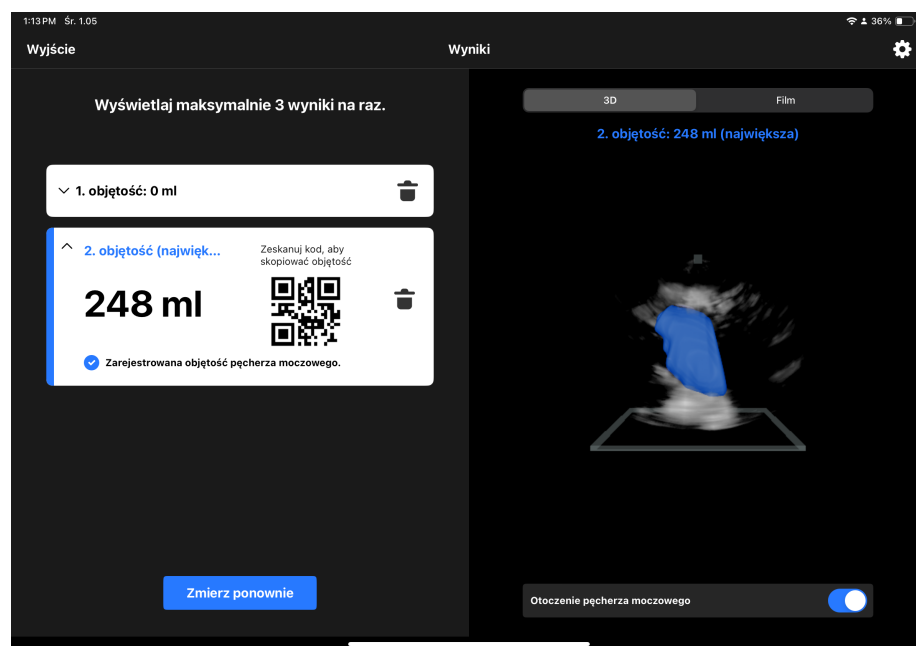 1:13 PM Śr. 1.05
36%
Wyjście
Wyniki
Wyświetlaj maksymalnie 3 wyniki na raz.
1. objętość: 0 ml
2. objętość (najwięk...
Zeskanuj kod, aby
skopiować objętość
248 ml
Zarejestrowana objętość pęcherza moczowego.
Zmierz ponownie
3D
Film
2. objętość: 248 ml (największa)
Otoczenie pęcherza moczowego